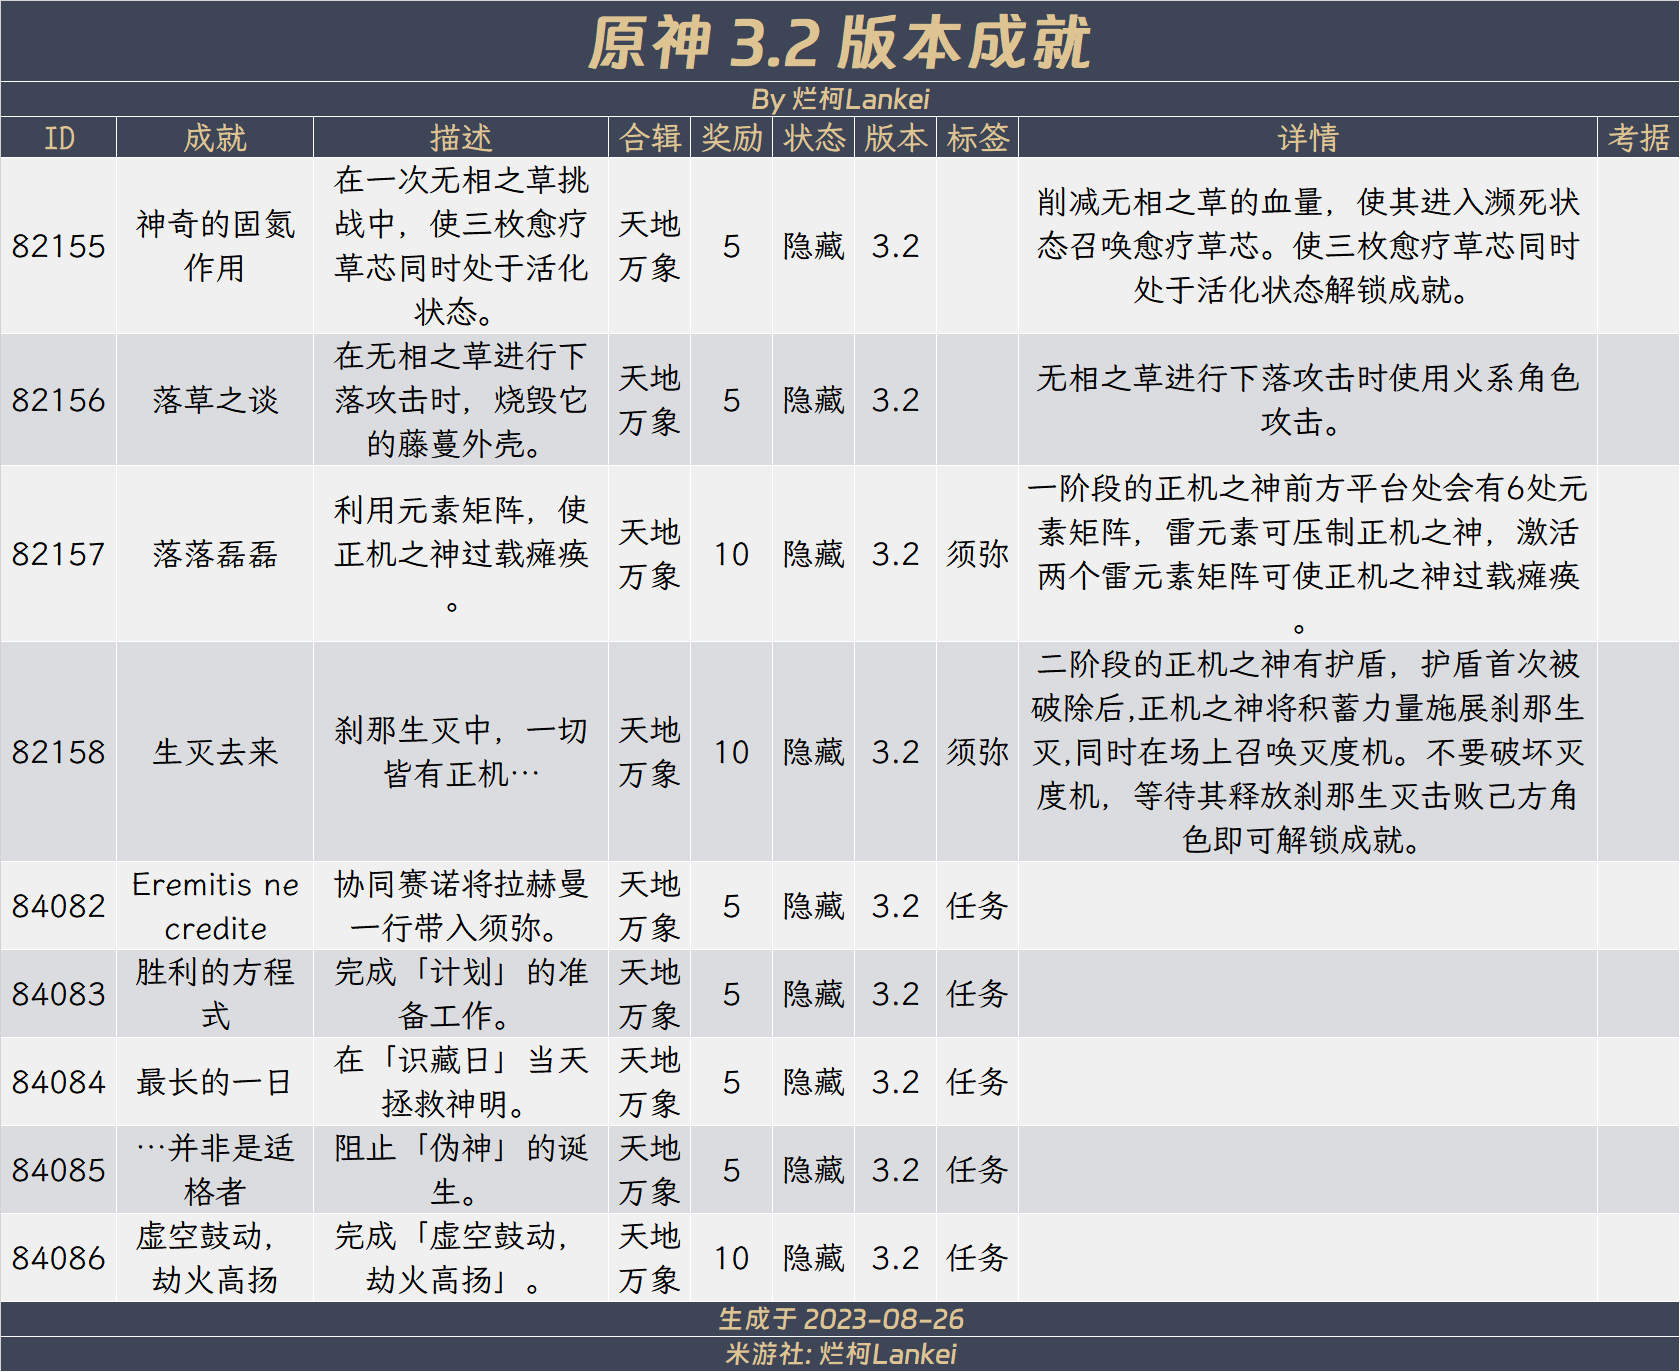 原神 3.2 版本成就
By 烂柯Lankei
ID 成就 描述 合辑 奖励 状态 版本 标签 详情 考据
82155
神奇的固氮
作用
在一次无相之草挑
战中，使三枚愈疗
草芯同时处于活化
状态。
天地
万象
5
隐藏
3.2
削减无相之草的血量，使其进入濒死状
态召唤愈疗草芯。使三枚愈疗草芯同时
处于活化状态解锁成就。
82156
落草之谈
在无相之草进行下
落攻击时，烧毁它
的藤蔓外壳。
天地
万象
5
隐藏
3.2
无相之草进行下落攻击时使用火系角色
攻击。
82157
落落磊磊
利用元素矩阵，使
正机之神过载瘫痪
。
天地
万象
10
隐藏
3.2
须弥
一阶段的正机之神前方平台处会有6处元
素矩阵，雷元素可压制正机之神，激活
两个雷元素矩阵可使正机之神过载瘫痪
。
82158
生灭去来
刹那生灭中，一切
皆有正机…
天地
万象
10
隐藏
3.2
须弥
二阶段的正机之神有护盾，护盾首次被
破除后,正机之神将积蓄力量施展刹那生
灭,同时在场上召唤灭度机。不要破坏灭
度机，等待其释放刹那生灭击败己方角
色即可解锁成就。
84082
Eremitis ne
credite
协同赛诺将拉赫曼
一行带入须弥。
天地
万象
5
隐藏
3.2
任务
84083
胜利的方程
式
完成「计划」的准
备工作。
天地
万象
5
隐藏
3.2
任务
84084
最长的一日
在「识藏日」当天
拯救神明。
天地
万象
5
隐藏
3.2
任务
84085
…并非是适
格者
阻止「伪神」的诞
生。
天地
万象
5
隐藏
3.2
任务
84086
虚空鼓动，
劫火高扬
完成「虚空鼓动，
劫火高扬」。
天地
万象
10
隐藏
3.2
任务
生成于 2023-08-26
米游社: 烂柯Lankei